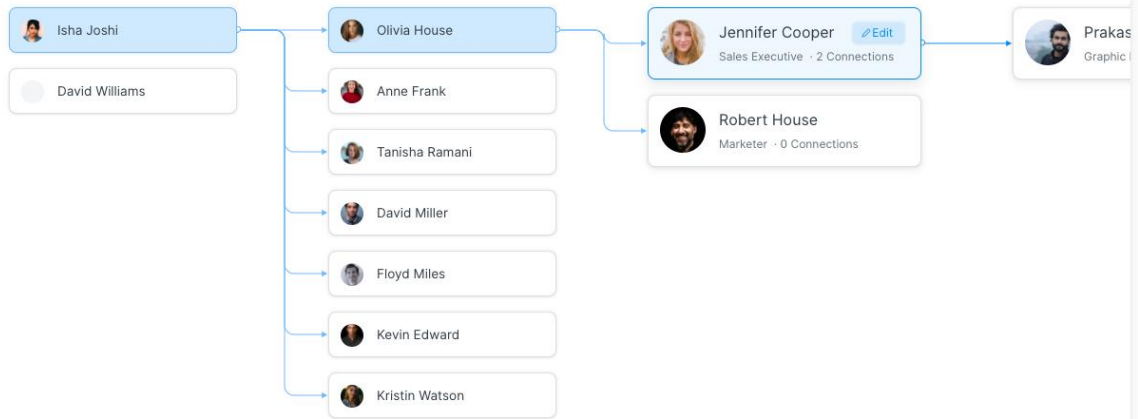 Isha Joshi
David Williams
Olivia House
Anne Frank
Tanisha Ramani
David Miller
Floyd Miles
Kevin Edward
Kristin Watson
Jennifer Cooper
Edit
Sales Executive · 2 Connections
Robert House
Marketer · 0 Connections
Prakas
Graphic